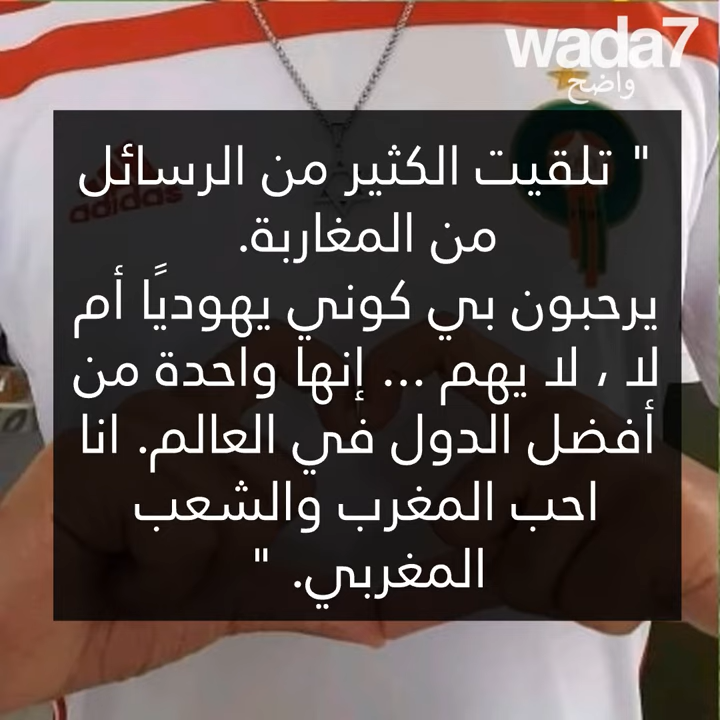 wada7
واضح
adidas
" تلقيت الكثير من الرسائل
من المغاربة.
يرحبون بي كوني يهوديًا أم
لا ، لا يهم ... إنها واحدة من
أفضل الدول في العالم. انا
احب المغرب والشعب
المغربي. "